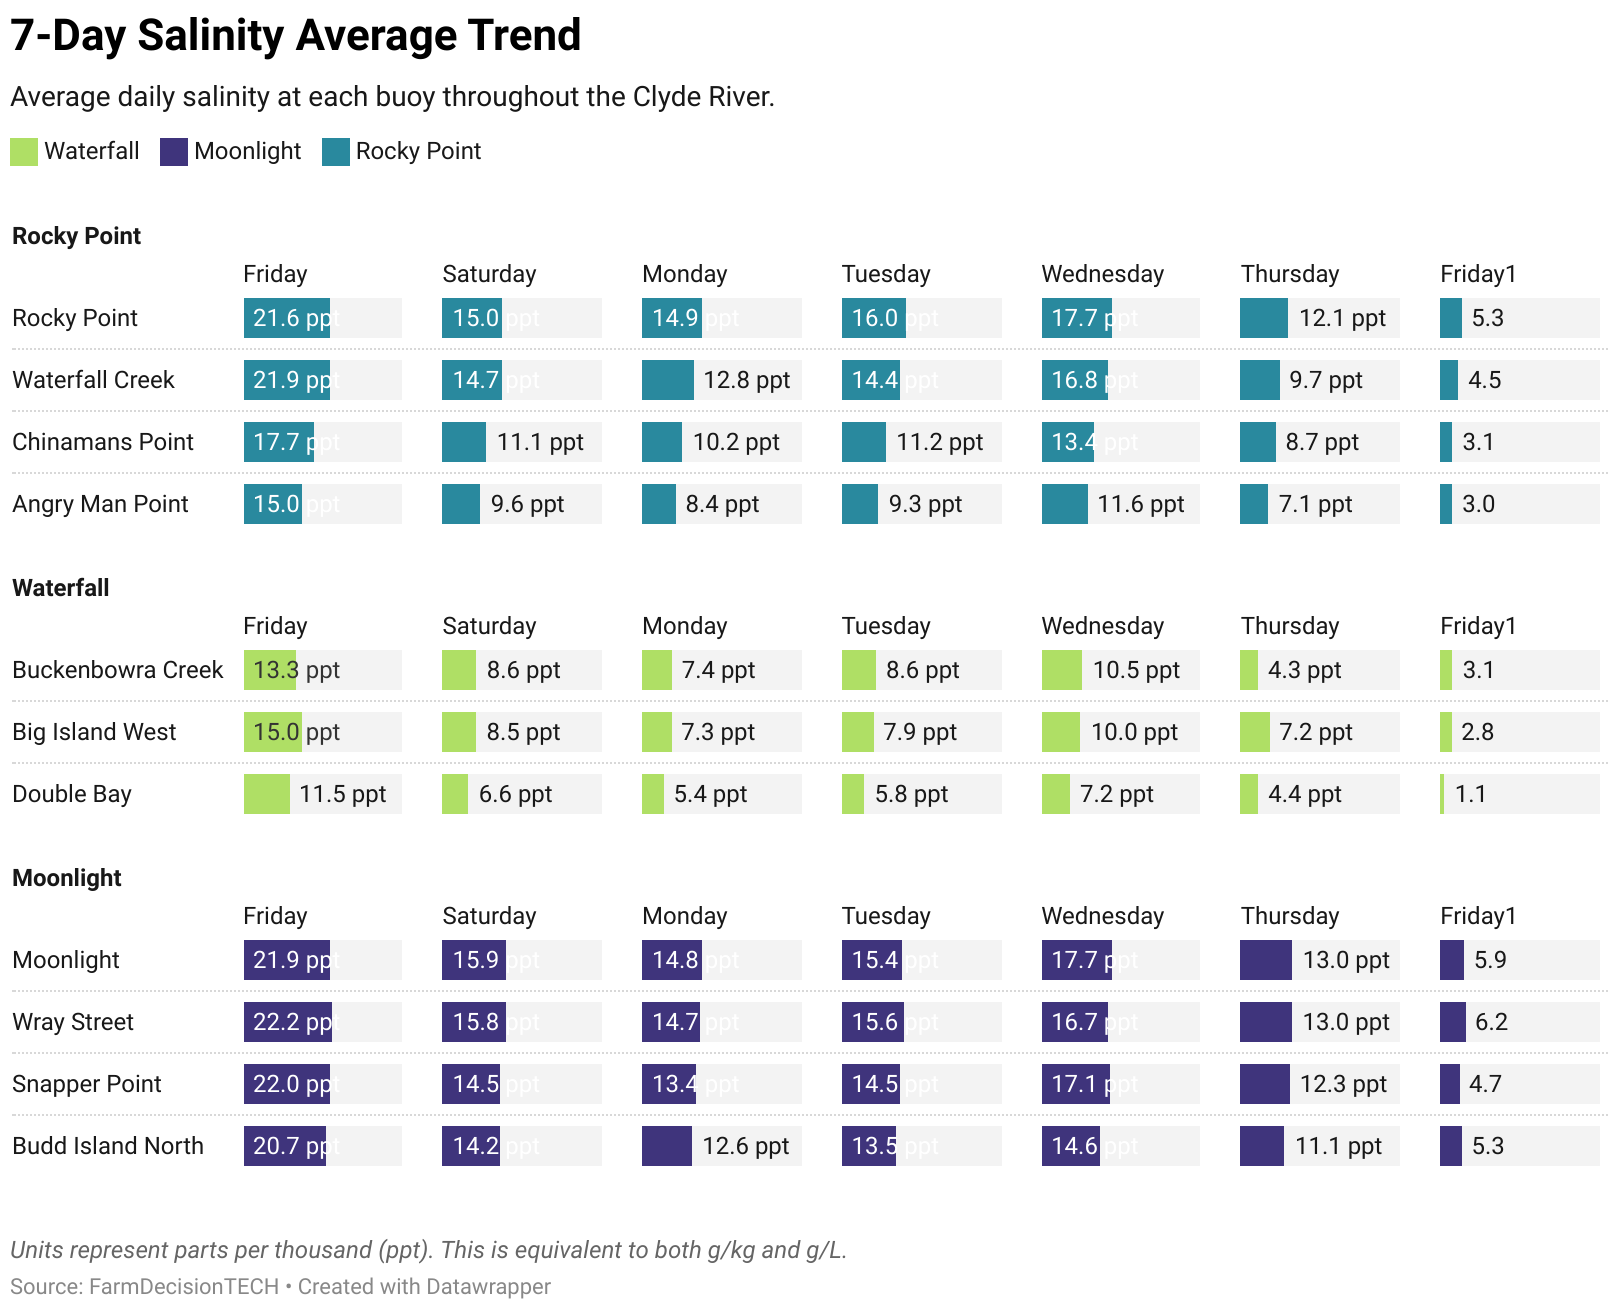 7-Day Salinity Average Trend
Average daily salinity at each buoy throughout the Clyde River.
Waterfall Moonlight Rocky Point
Rocky Point
Friday Saturday Monday Tuesday Wednesday Thursday Friday1
Rocky Point 21.6 ppt 15.0 ppt 14.9 ppt 16.0 ppt 17.7 ppt 12.1 ppt 5.3
Waterfall Creek 21.9 ppt 14.7 ppt 12.8 ppt 14.4 ppt 16.8 ppt 9.7 ppt 4.5
Chinamans Point 17.7 ppt 11.1 ppt 10.2 ppt 11.2 ppt 13.4 ppt 8.7 ppt 3.1
Angry Man Point 15.0 ppt 9.6 ppt 8.4 ppt 9.3 ppt 11.6 ppt 7.1 ppt 3.0
Waterfall
Friday Saturday Monday Tuesday Wednesday Thursday Friday1
Buckenbowra Creek 13.3 ppt 8.6 ppt 7.4 ppt 8.6 ppt 10.5 ppt 4.3 ppt 3.1
Big Island West 15.0 ppt 8.5 ppt 7.3 ppt 7.9 ppt 10.0 ppt 7.2 ppt 2.8
Double Bay 11.5 ppt 6.6 ppt 5.4 ppt 5.8 ppt 7.2 ppt 4.4 ppt 1.1
Moonlight
Friday Saturday Monday Tuesday Wednesday Thursday Friday1
Moonlight 21.9 ppt 15.9 ppt 14.8 ppt 15.4 ppt 17.7 ppt 13.0 ppt 5.9
Wray Street 22.2 ppt 15.8 ppt 14.7 ppt 15.6 ppt 16.7 ppt 13.0 ppt 6.2
Snapper Point 22.0 ppt 14.5 ppt 13.4 ppt 14.5 ppt 17.1 ppt 12.3 ppt 4.7
Budd Island North 20.7 ppt 14.2 ppt 12.6 ppt 13.5 ppt 14.6 ppt 11.1 ppt 5.3
Units represent parts per thousand (ppt). This is equivalent to both g/kg and g/L.
Source: FarmDecisionTECH • Created with Datawrapper